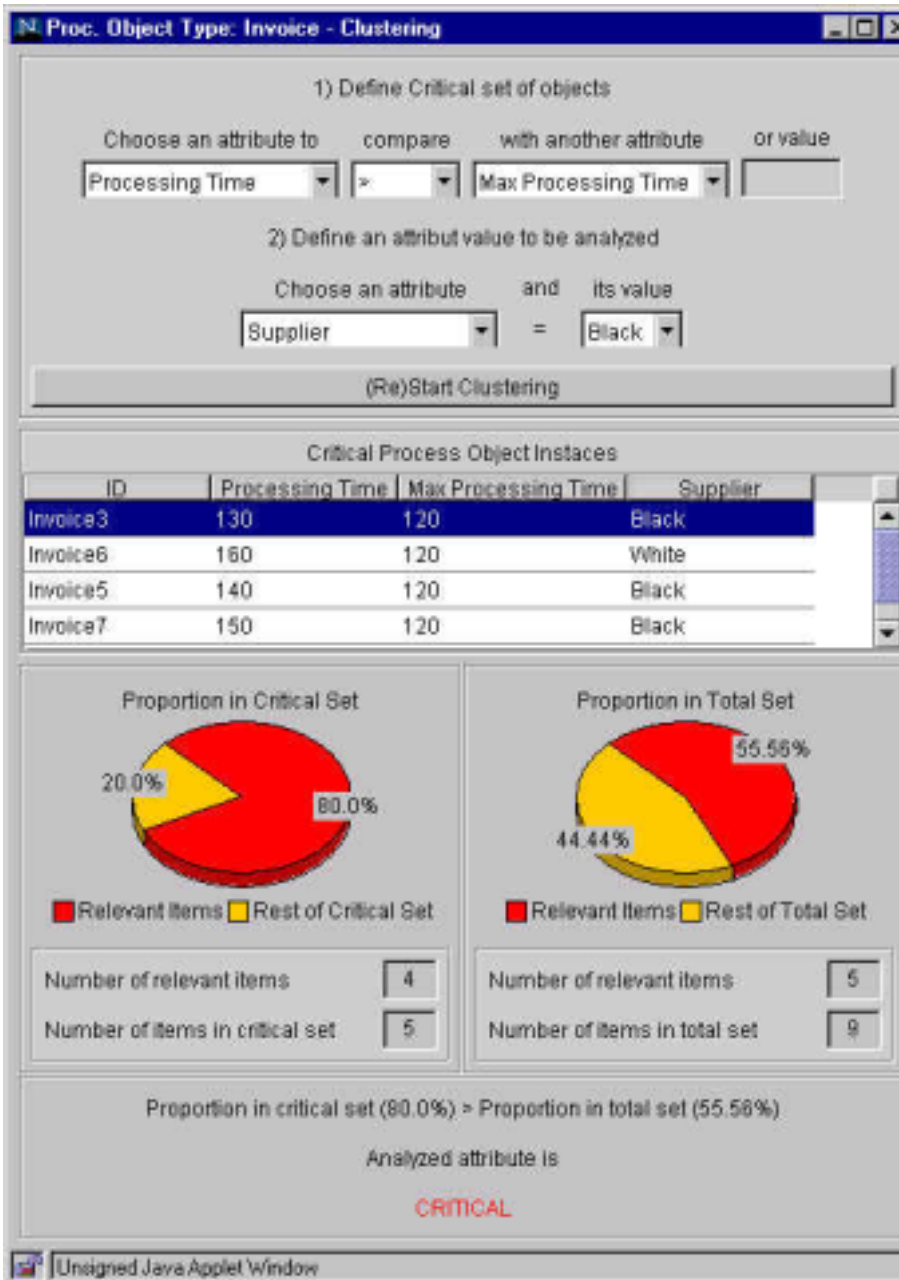 Proc. Object Type: Invoice - Clustering
1) Define Critical set of objects
Choose an attribute to compare with another attribute or value
Processing Time > Max Processing Time
2) Define an attribut value to be analyzed
Choose an attribute and its value
Supplier = Black
(Re)Start Clustering
Critical Process Object Instaces
ID Processing Time Max Processing Time Supplier
Invoice3 130 120 Black
Invoice6 160 120 White
Invoice5 140 120 Black
Invoice7 150 120 Black
Proportion in Critical Set
20.0%
80.0%
Relevant Items Rest of Critical Set
Number of relevant items 4
Number of items in critical set 5
Proportion in Total Set
55.56%
44.44%
Relevant Items Rest of Total Set
Number of relevant items 5
Number of items in total set 9
Proportion in critical set (80.0%) > Proportion in total set (55.56%)
Analyzed attribute is
CRITICAL
Unsigned Java Applet Window